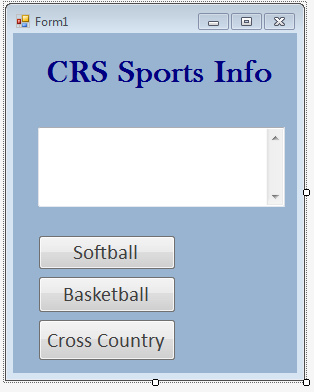 Form1
CRS Sports Info
Softball
Basketball
Cross Country